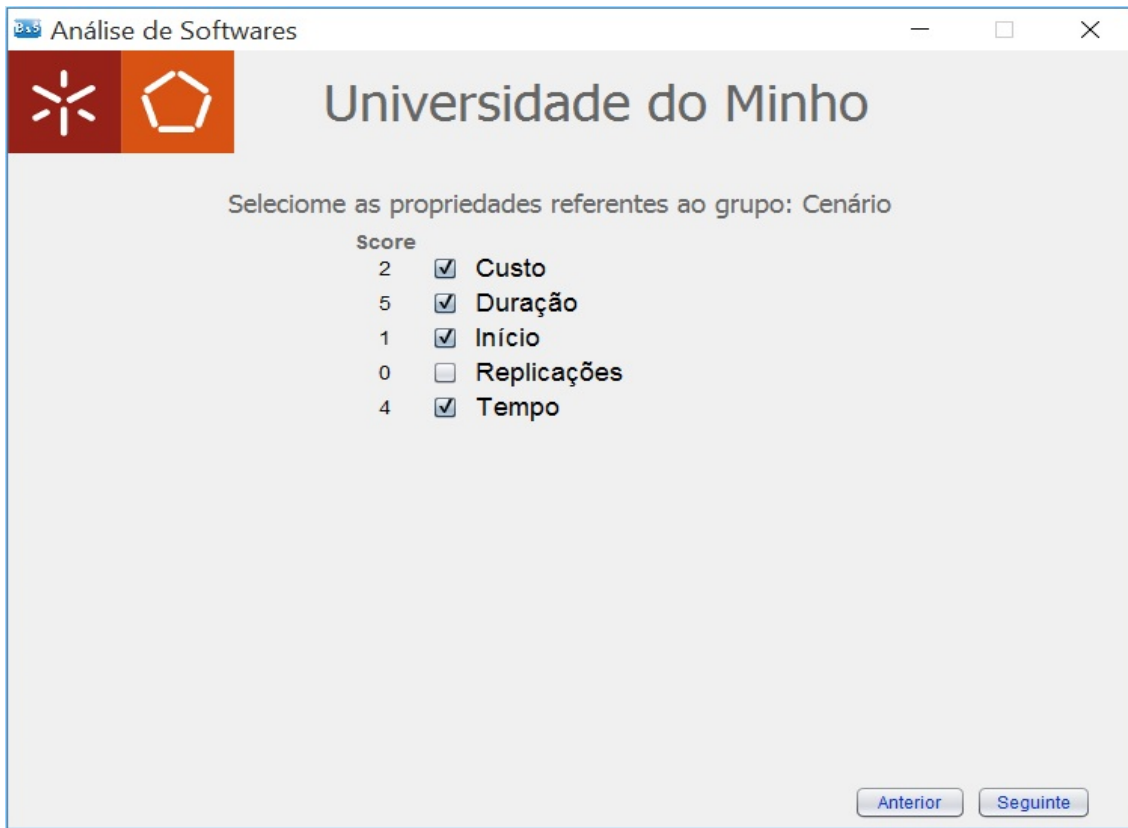 Análise de Softwares
Universidade do Minho
Seleciome as propriedades referentes ao grupo: Cenário
Score
2 Custo
5 Duração
1 Início
0 Replicações
4 Tempo
Anterior Seguinte